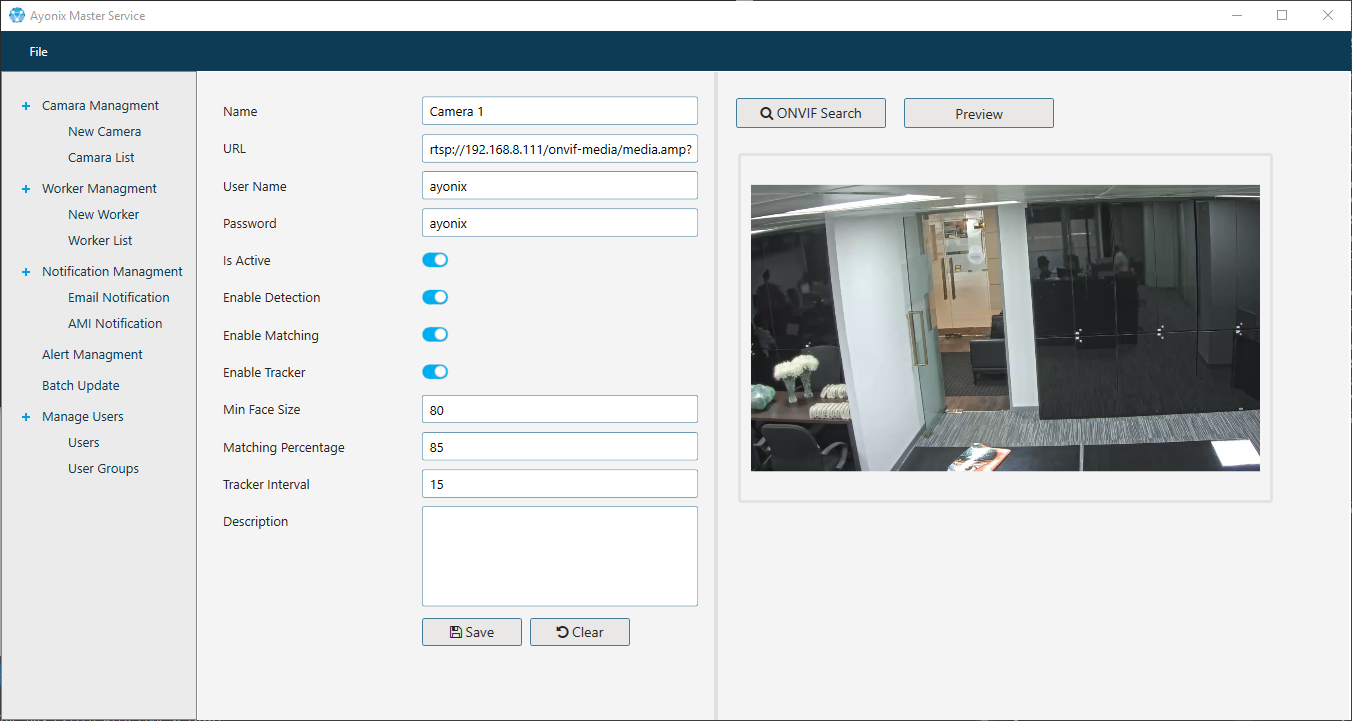 Ayonix Master Service
File
Camara Managment
New Camera
Camara List
Worker Managment
New Worker
Worker List
Notification Managment
Email Notification
AMI Notification
Alert Managment
Batch Update
Manage Users
Users
User Groups
Name Camera 1
URL rtsp://192.168.8.111/onvif-media/media.amp?
User Name ayonix
Password ayonix
Is Active
Enable Detection
Enable Matching
Enable Tracker
Min Face Size 80
Matching Percentage 85
Tracker Interval 15
Description
Save Clear
ONVIF Search Preview